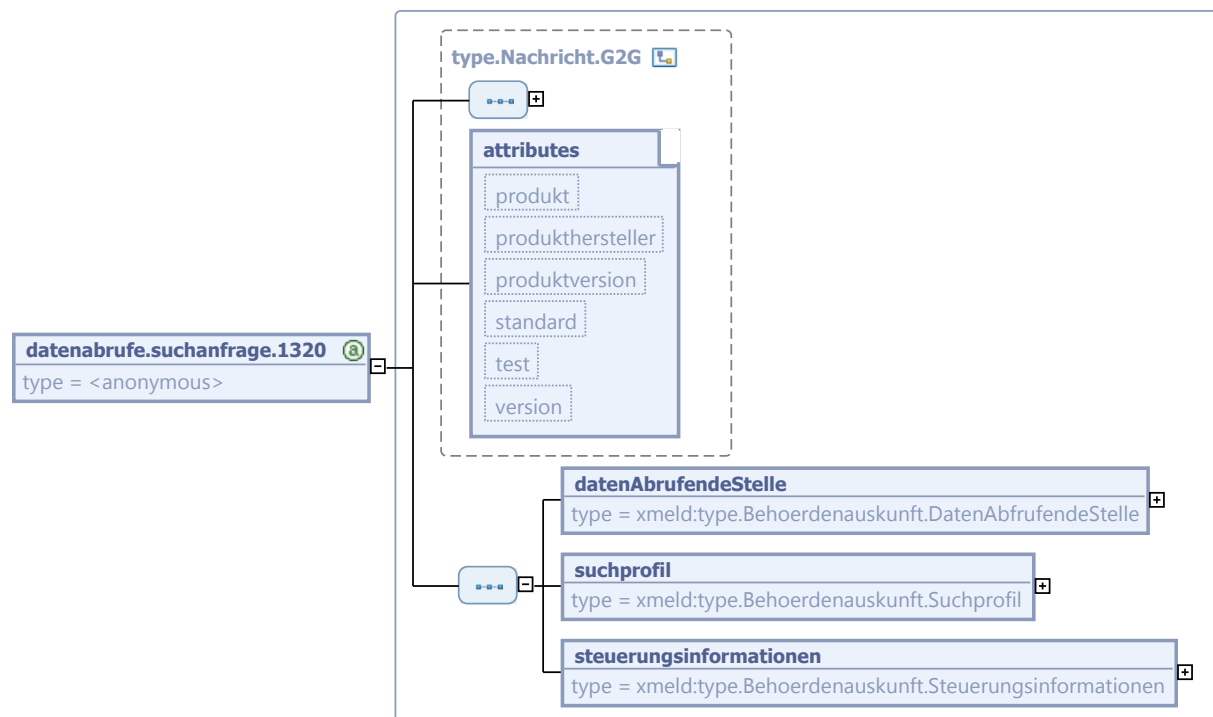 type.Nachricht.G2G
attributes
produkt
produkthersteller
produktversion
standard
test
version
datenabrufe.suchanfrage.1320 a
type = <anonymous>
datenAbrufendeStelle
type = xmeld:type.Behoerdenauskunft.DatenAbfrufendeStelle
suchprofil
type = xmeld:type.Behoerdenauskunft.Suchprofil
steuerungsinformationen
type = xmeld:type.Behoerdenauskunft.Steuerungsinformationen